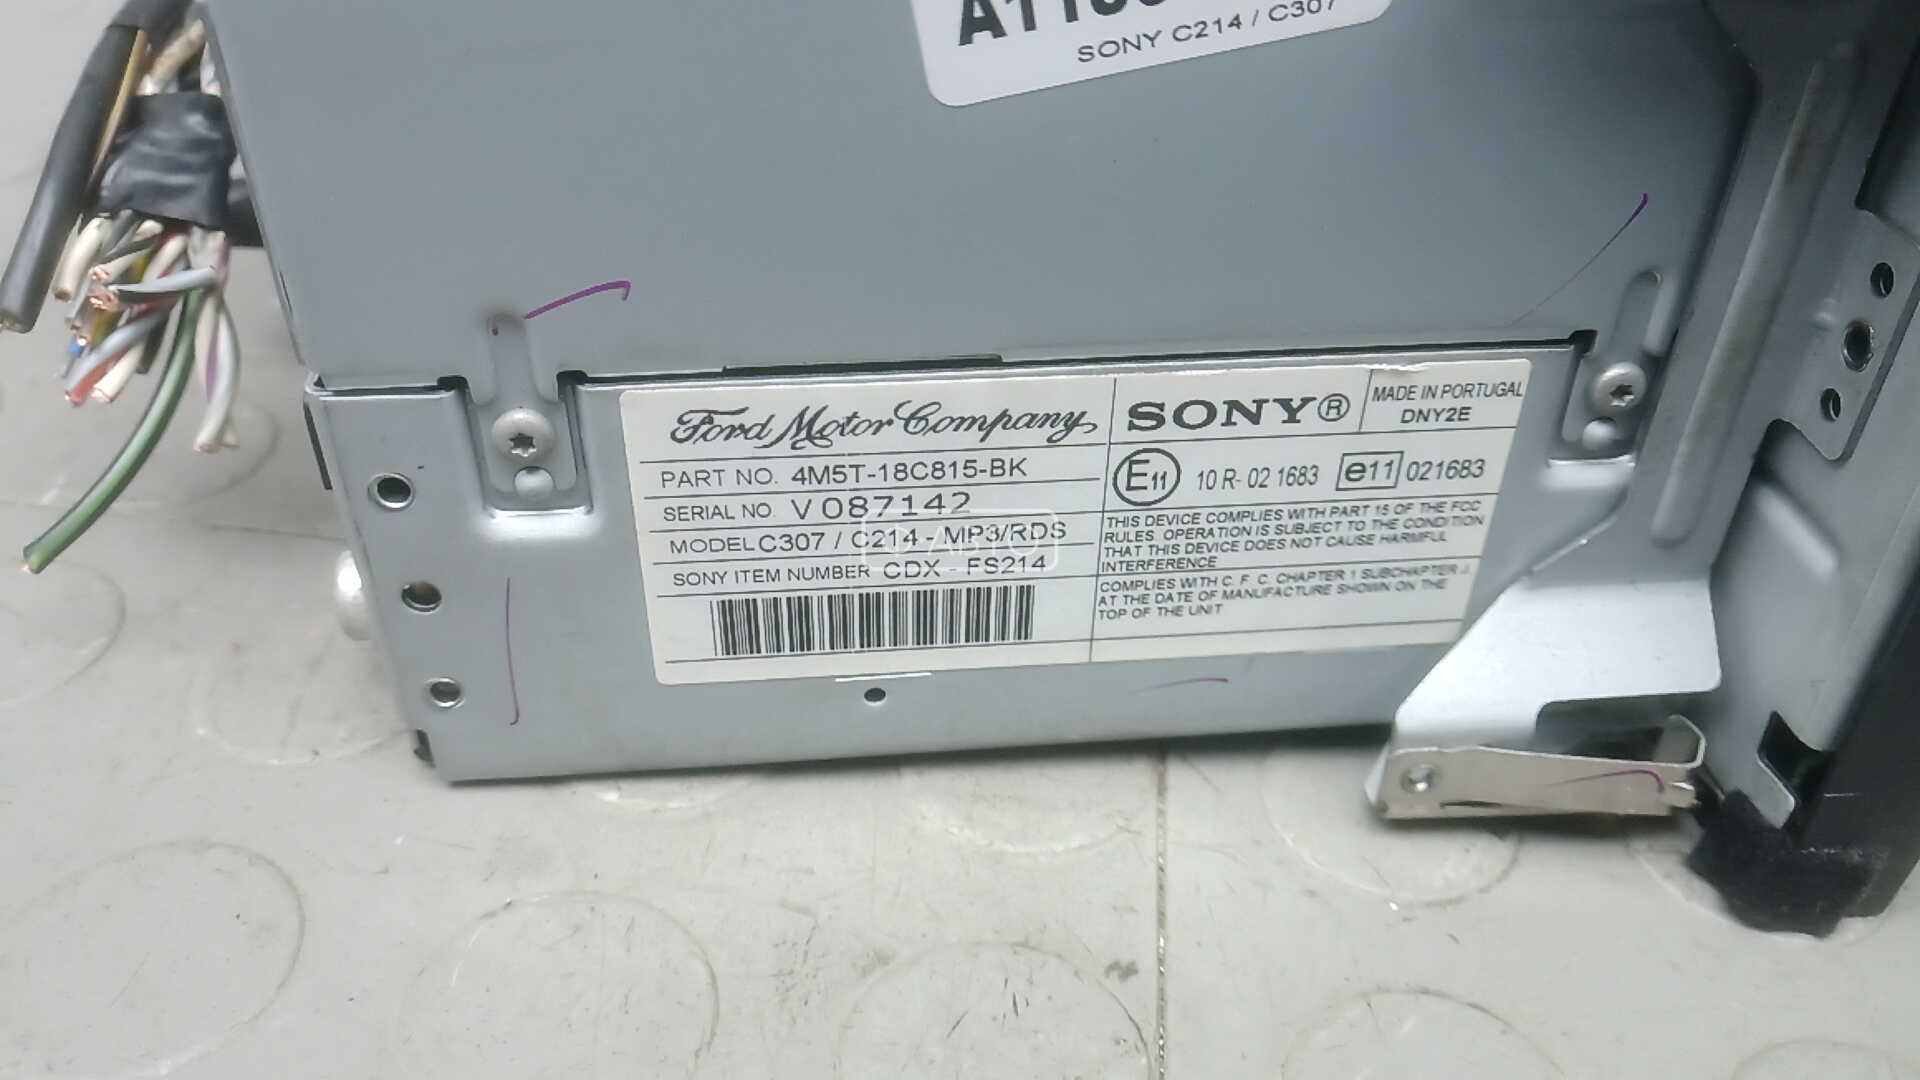 SONY C214 / C307
Ford Motor Company
PART NO. 4M5T-18C815-BK
SERIAL NO. V087142
MODEL C307 / C214 - MP3/RDS
SONY ITEM NUMBER CDX - FS214
SONY®
MADE IN PORTUGAL
DNY2E
E11 10 R- 02 1683 e11 021683
THIS DEVICE COMPLIES WITH PART 15 OF THE FCC
RULES. OPERATION IS SUBJECT TO THE CONDITION
THAT THIS DEVICE DOES NOT CAUSE HARMFUL
INTERFERENCE
COMPLIES WITH C. F. C. CHAPTER 1 SUBCHAPTER J
AT THE DATE OF MANUFACTURE SHOWN ON THE
TOP OF THE UNIT